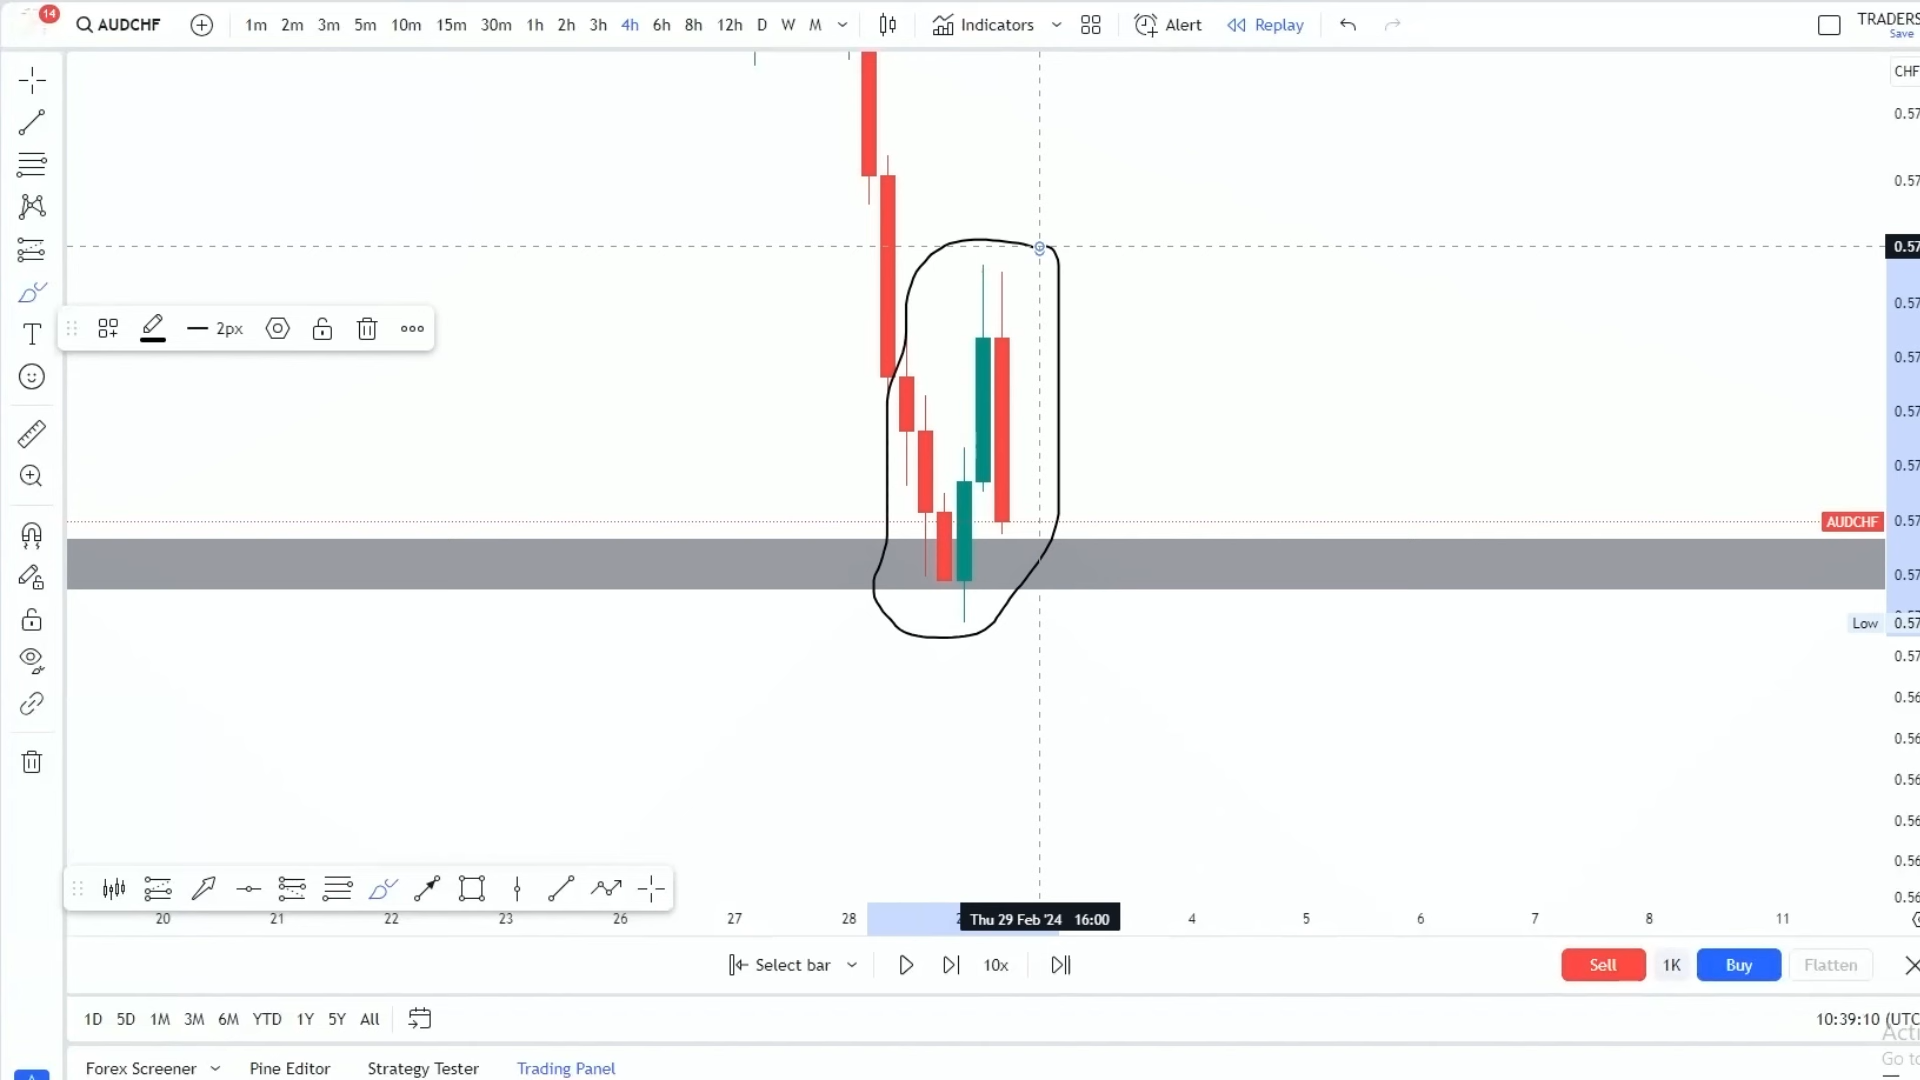 14
AUDCHF
1m 2m 3m 5m 10m 15m 30m 1h 2h 3h 4h 6h 8h 12h D W M
Indicators
Alert
Replay
TRADERS
Save
CHF
0.57
0.57
0.57
0.57
0.57
0.57
0.57
2px
AUDCHF 0.57
0.57
Low 0.57
0.57
0.56
0.56
0.56
0.56
0.56
0.56
20 21 22 23 26 27 28
Thu 29 Feb '24 16:00
4 5 6 7 8 11
Select bar
10x
Sell 1K Buy Flatten
1D 5D 1M 3M 6M YTD 1Y 5Y All
10:39:10 (UTC
Acti
Go to
Forex Screener Pine Editor Strategy Tester Trading Panel